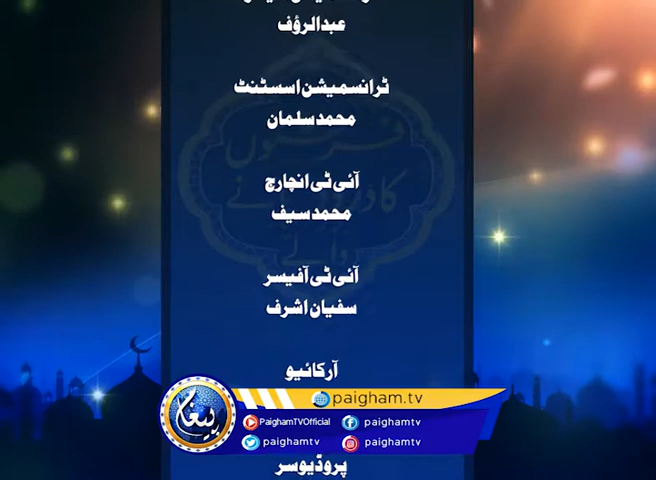 عبدالرؤف
ٹرانسمیشن اسسٹنٹ
محمد سلمان
آئی ٹی انچارج
محمد سیف
آئی ٹی آفیسر
سفیان اشرف
آرکائیو
paigham.tv
PaighamTVOfficial
paighamtv
paighamtv
paighamtv
پیغام
پروڈیوسر